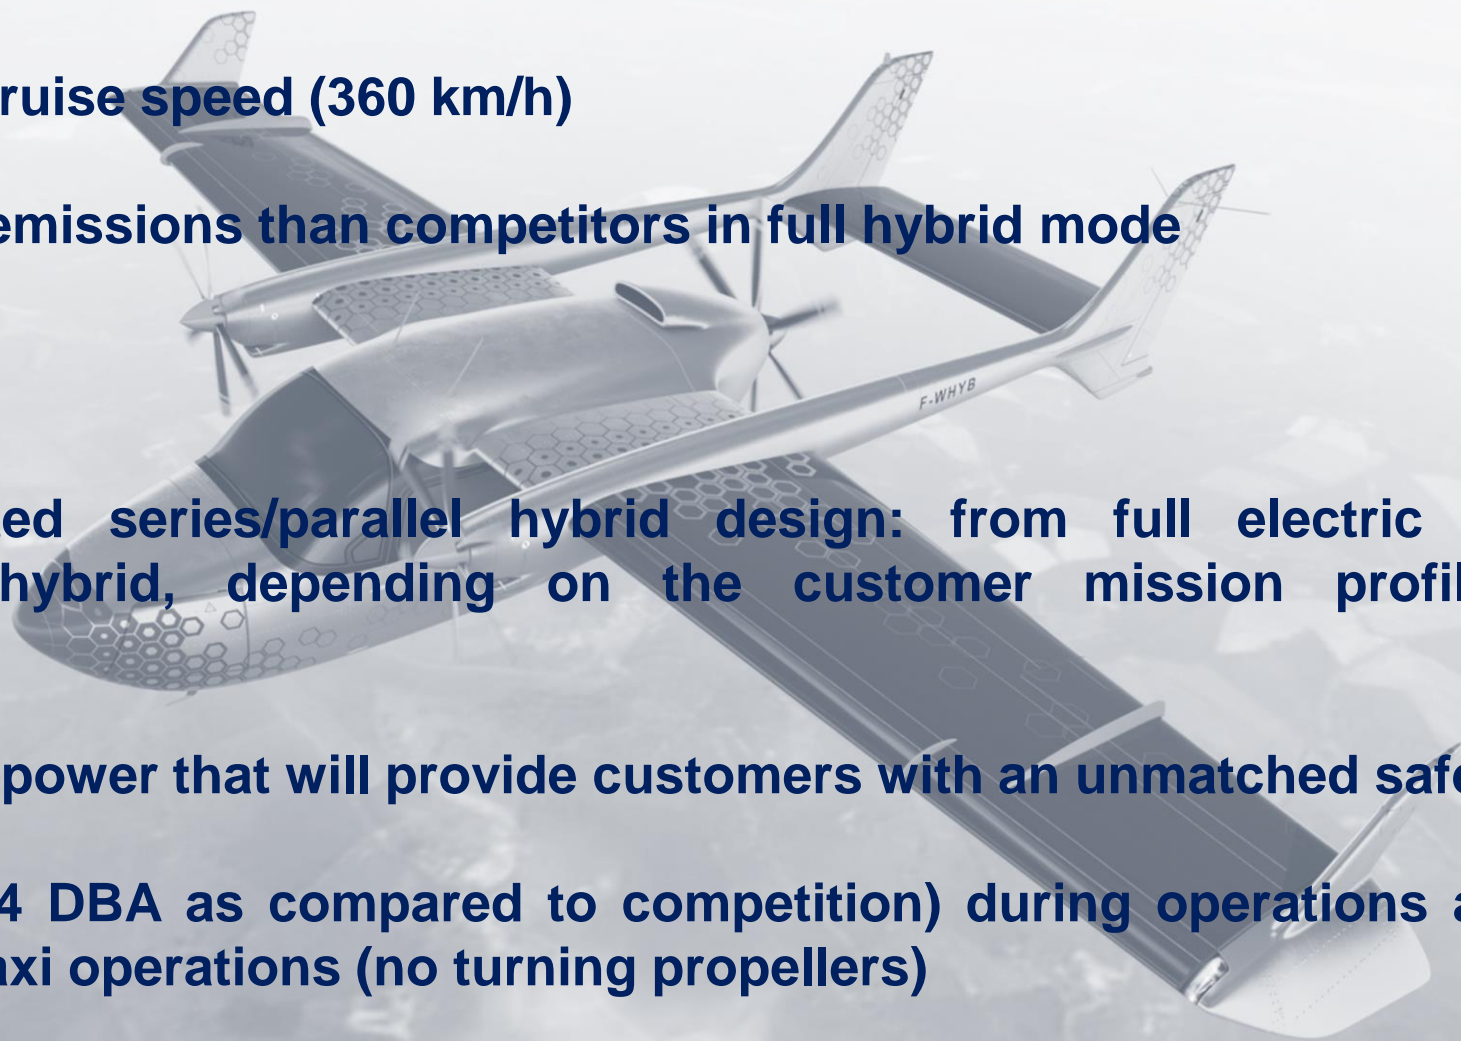 ruise speed (360 km/h)
emissions than competitors in full hybrid mode
F-WHYB
ed series/parallel hybrid design: from full electric
hybrid, depending on the customer mission profil
power that will provide customers with an unmatched safe
4 DBA as compared to competition) during operations a
axi operations (no turning propellers)